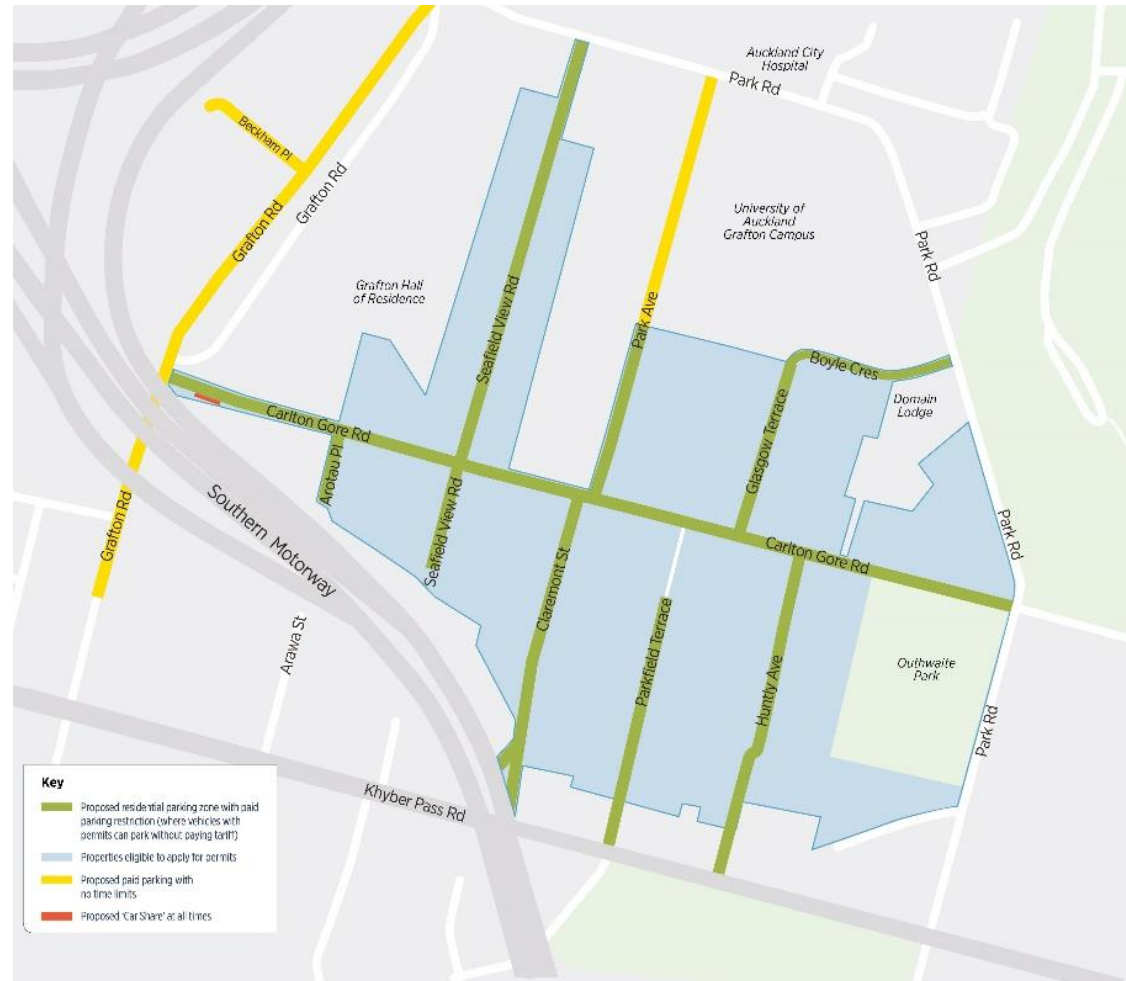 Auckland City
Hospital
Park Rd
Beckham Pl
Grafton Rd
Grafton Rd
University of
Auckland
Grafton Campus
Park Rd
Grafton Hall
of Residence
Seafield View Rd
Park Ave
Boyle Cres
Domain
Lodge
Carlton Gore Rd
Glasgow Terrace
Arotau Pl
Grafton Rd
Southern Motorway
Seafield View Rd
Park Rd
Carlton Gore Rd
Claremont St
Arawa St
Parkfield Terrace
Huntly Ave
Outhwaite
Park
Park Rd
Khyber Pass Rd
Key
Proposed residential parking zone with paid
parking restriction (where vehicles with
permits can park without paying tariff)
Properties eligible to apply for permits
Proposed paid parking with
no time limits
Proposed 'Car Share' at all times